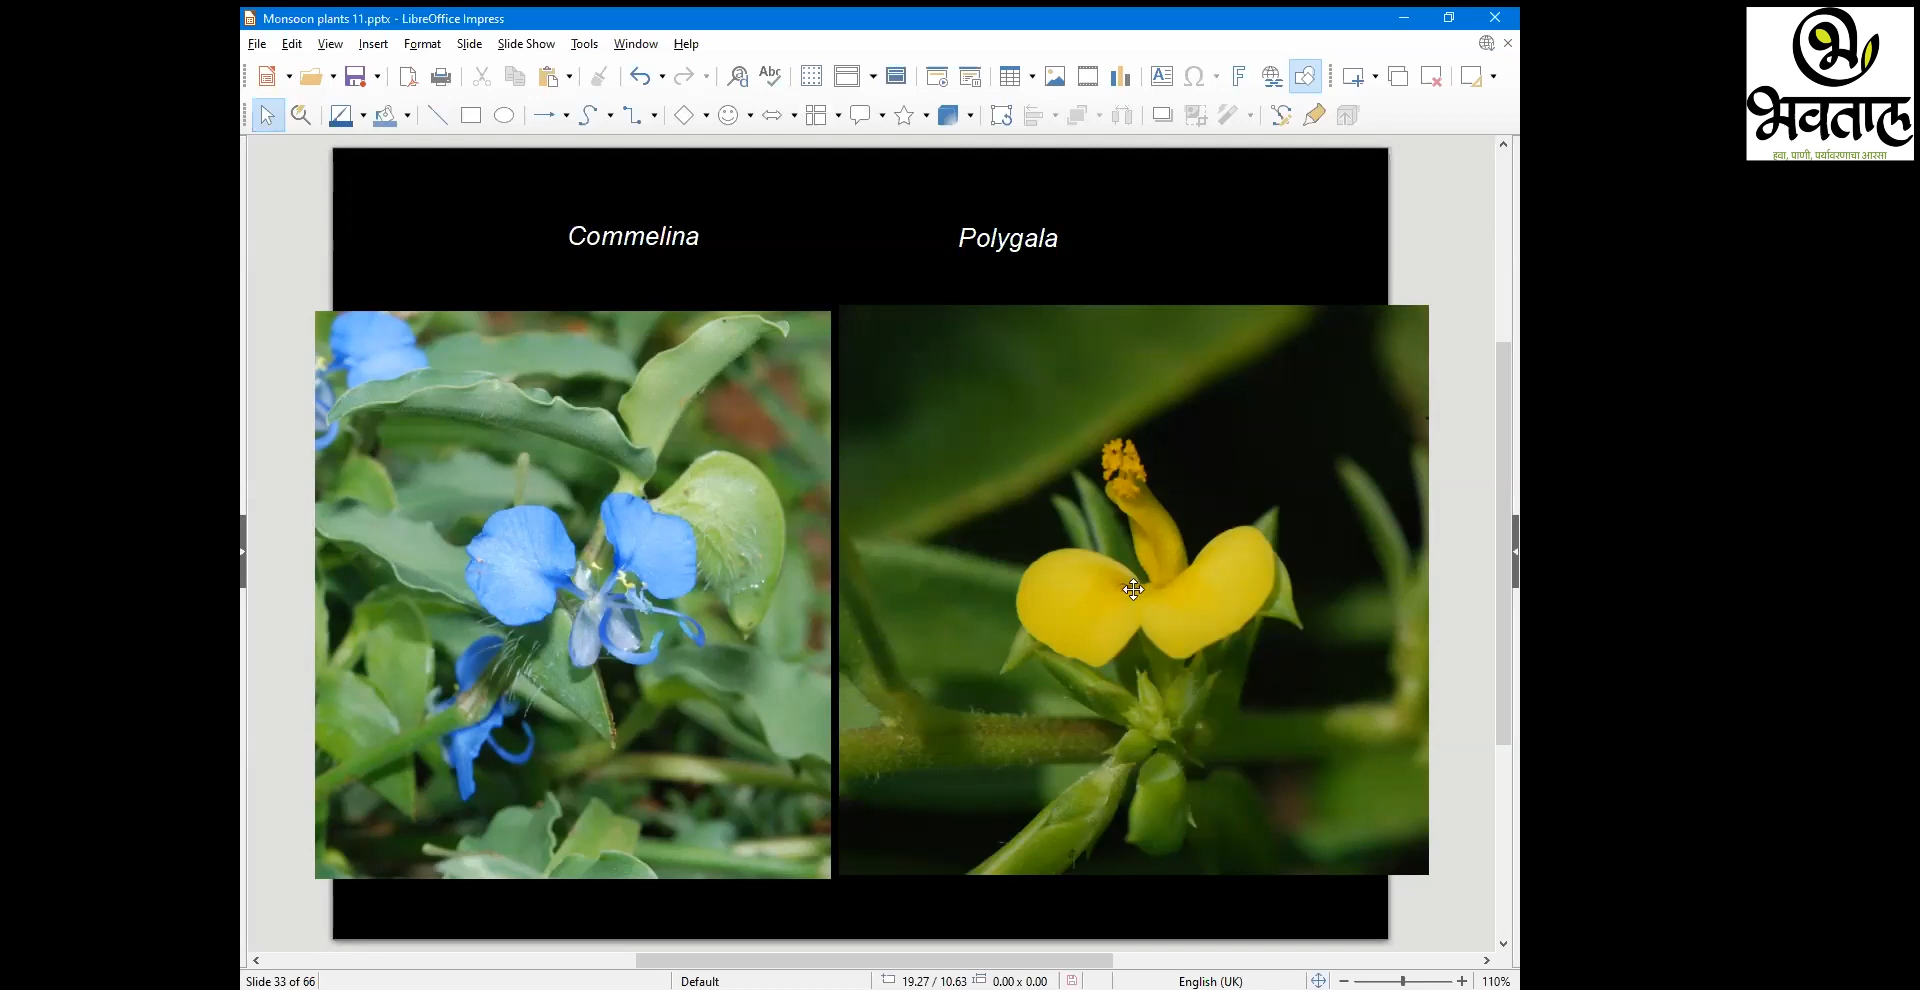 Monsoon plants 11.pptx - LibreOffice Impress
File Edit View Insert Format Slide Slide Show Tools Window Help
Abc
Commelina
Polygala
Slide 33 of 66
Default
19.27 / 10.63
0.00 x 0.00
English (UK)
110%
भ
भवताल
हवा, पाणी, पर्यावरणाचा आरसा